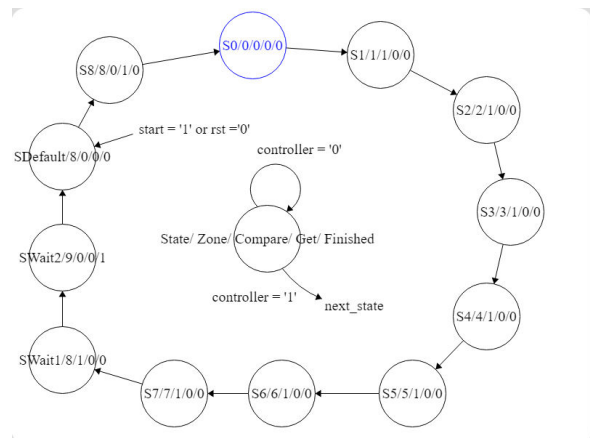 S0/0/0/0/0
S1/1/1/0/0
S8/8/0/1/0
S2/2/1/0/0
start = '1' or rst ='0'
controller = '0'
SDefault/8/0/0/0
S3/3/1/0/0
State/ Zone/ Compare/ Get/ Finished
SWait2/9/0/0/1
controller = '1'
next_state
S4/4/1/0/0
SWait1/8/1/0/0
S7/7/1/0/0
S6/6/1/0/0
S5/5/1/0/0